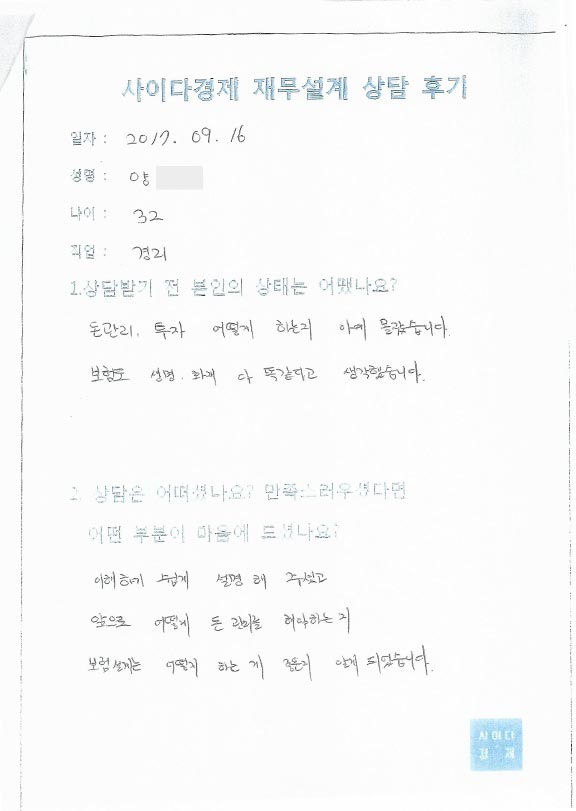 사이다경제 재무설계 상담 후기
일자 : 2017. 09. 16
성명 : 양
나이 : 32
직업 : 경리
1.상담받기 전 본인의 상태는 어땠나요?
돈관리, 투자 어떻게 하는지 아예 몰랐습니다.
보험도 생명. 화재 다 똑같다고 생각했습니다.
2. 상담은 어떠셨나요? 만족스러우셨다면
어떤 부분이 마음에 드셨나요?
이해하기 쉽게 설명 해 주셨고
앞으로 어떻게 돈 관리를 해야하는 지
보험설계는 어떻게 하는 게 좋은지 알게 되었습니다.
사이다
경제